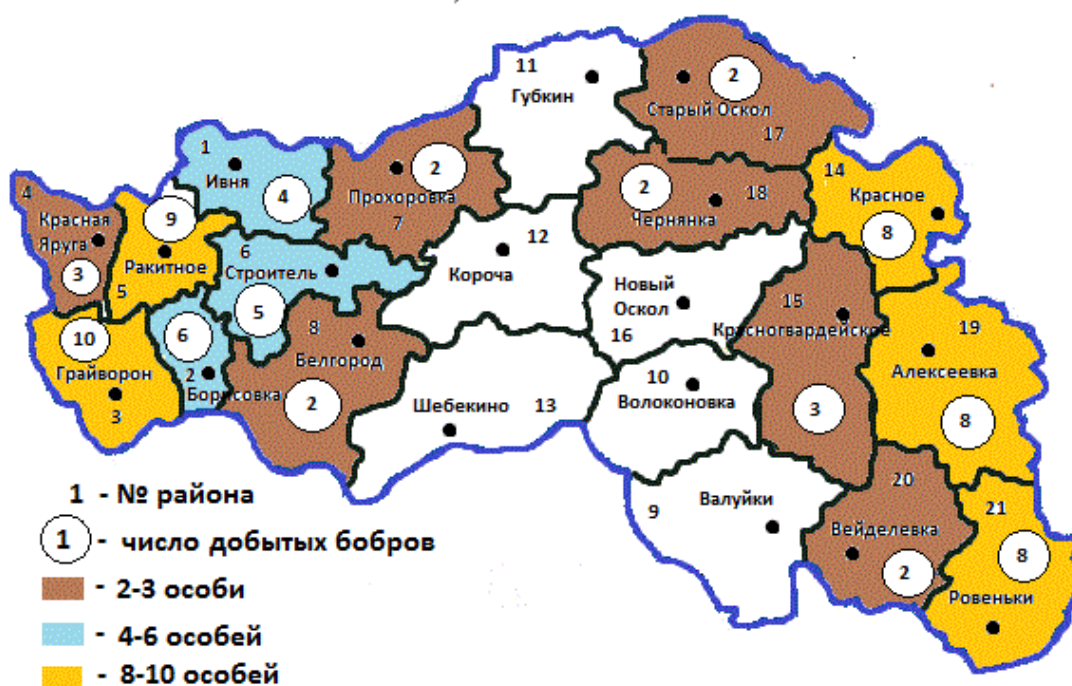 11
Губкин
2
Старый Оскол
17
1
Ивня
4
2
Прохоровка
7
2
18
Чернянка
14
Красное
8
4
Красная
Яруга
3
9
Ракитное
5
6
Строитель
5
12
Короча
Новый
Оскол
16
15
Красногвардейское
3
19
Алексеевка
8
10
Грайворон
3
6
2
Борисовка
8
Белгород
2
Шебекино
13
10
Волоконовка
9
Валуйки
20
Вейделевка
2
21
8
Ровеньки
1 - № района
1 - число добытых бобров
- 2-3 особи
- 4-6 особей
- 8-10 особей